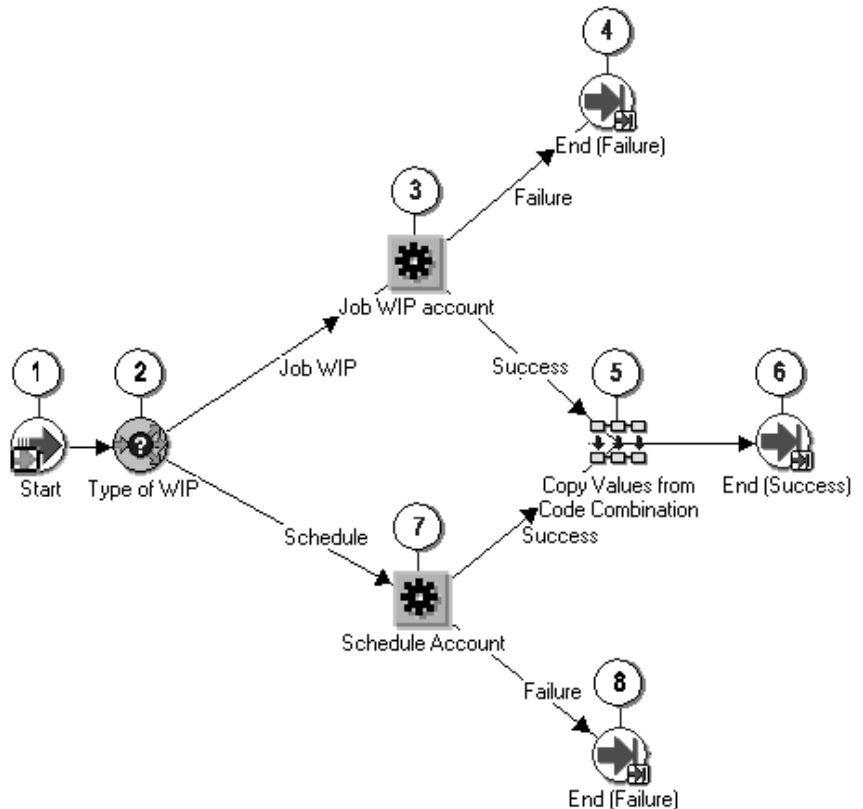 4
End (Failure)
3
Failure
Job WIP account
1
2
Job WIP
Success
5
6
Start
Type of WIP
Copy Values from
Code Combination
End (Success)
Schedule
7
Success
Schedule Account
Failure
8
End (Failure)